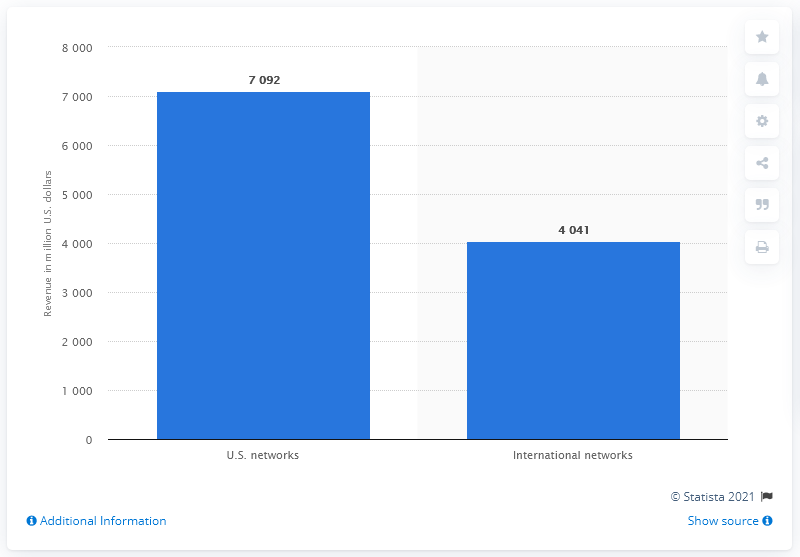 8 000
7 092
7 000
6 000
5 000
4 041
4 000
3 000
2 000
1 000
0
Revenue in million U.S. dollars
U.S. networks
International networks
© Statista 2021
Additional Information
Show source